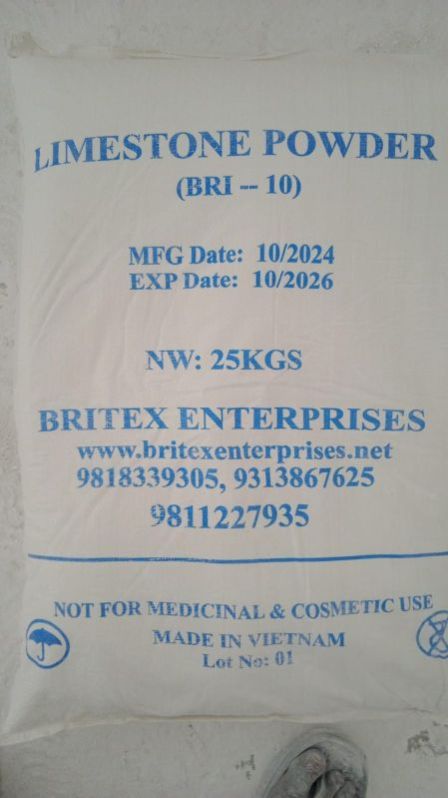 LIMESTONE POWDER
(BRI -- 10)
MFG Date: 10/2024
EXP Date: 10/2026
NW: 25KGS
BRITEX ENTERPRISES
www.britexenterprises.net
9818339305, 9313867625
9811227935
NOT FOR MEDICINAL & COSMETIC USE
MADE IN VIETNAM
Lot No: 01